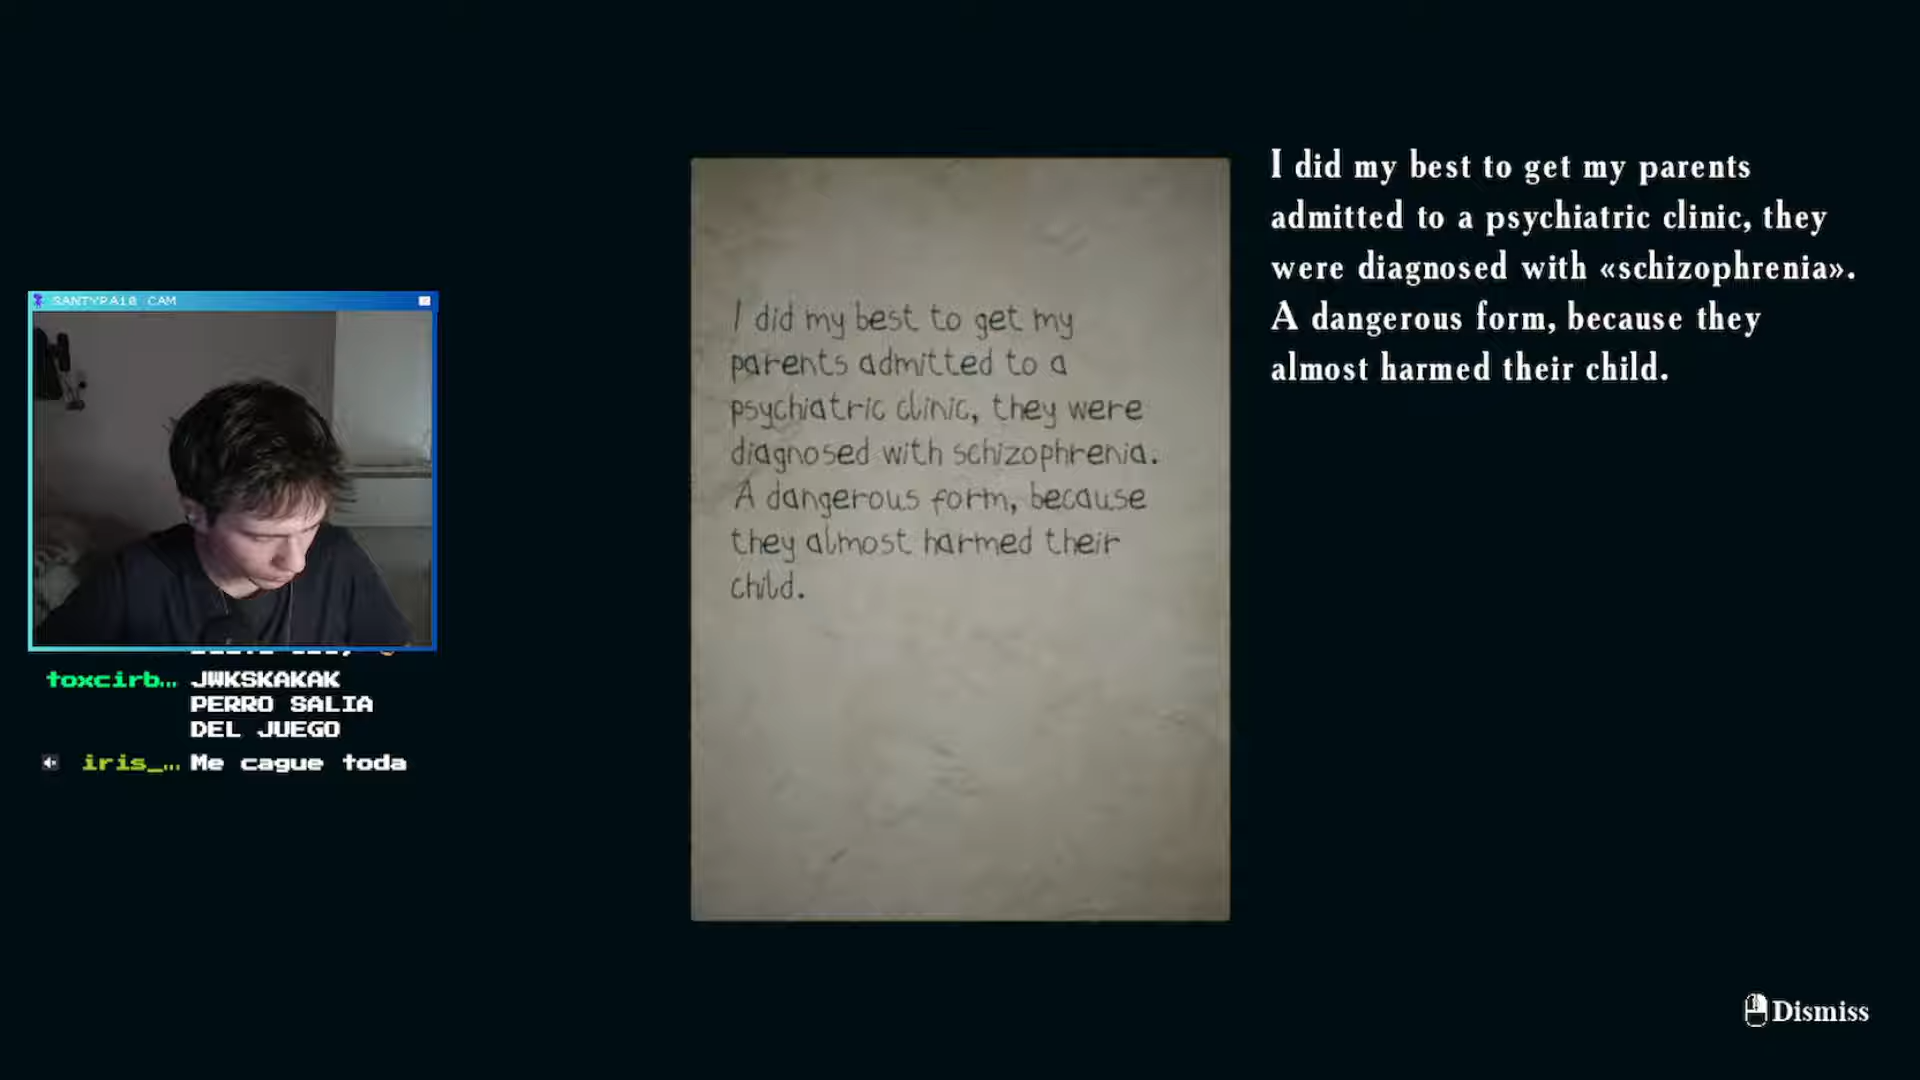 SANTYPA10 CAM
toxcirb... JWKSKAKAK
PERRO SALIA
DEL JUEGO
iris_... Me cague toda
I did my best to get my
parents admitted to a
psychiatric clinic, they were
diagnosed with schizophrenia.
A dangerous form, because
they almost harmed their
child.
I did my best to get my parents
admitted to a psychiatric clinic, they
were diagnosed with «schizophrenia».
A dangerous form, because they
almost harmed their child.
Dismiss